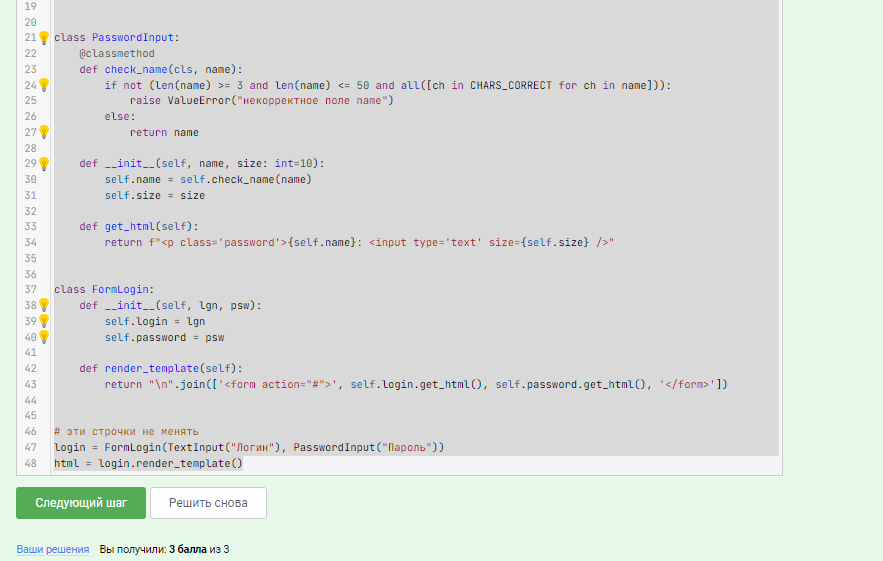 19
20
21 class PasswordInput:
22     @classmethod
23     def check_name(cls, name):
24         if not (len(name) >= 3 and len(name) <= 50 and all([ch in CHARS_CORRECT for ch in name])):
25             raise ValueError("некорректное поле name")
26         else:
27             return name
28
29     def __init__(self, name, size: int=10):
30         self.name = self.check_name(name)
31         self.size = size
32
33     def get_html(self):
34         return f"<p class='password'>{self.name}: <input type='text' size={self.size} />"
35
36
37 class FormLogin:
38     def __init__(self, lgn, psw):
39         self.login = lgn
40         self.password = psw
41
42     def render_template(self):
43         return "\n".join(['<form action="#">', self.login.get_html(), self.password.get_html(), '</form>'])
44
45
46 # эти строчки не менять
47 login = FormLogin(TextInput("Логин"), PasswordInput("Пароль"))
48 html = login.render_template()
Следующий шаг Решить снова
Ваши решения Вы получили: 3 балла из 3